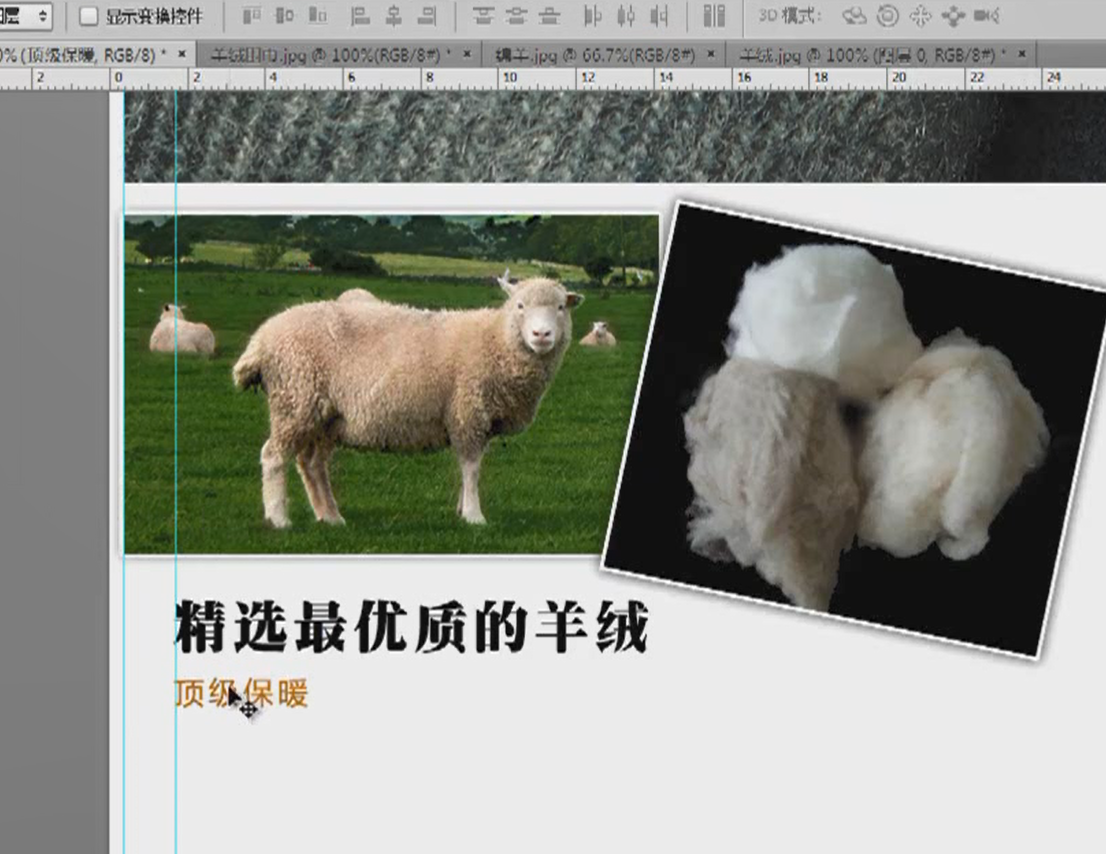 显示变换控件 3D 模式:
(顶级保暖, RGB/8) * × 羊绒围巾.jpg @ 100%(RGB/8#) * × 绵羊.jpg @ 66.7%(RGB/8#) × 羊绒.jpg @ 100% (图层 0, RGB/8#) * ×
2 0 2 4 6 8 10 12 14 16 18 20 22 24
精选最优质的羊绒
顶级保暖